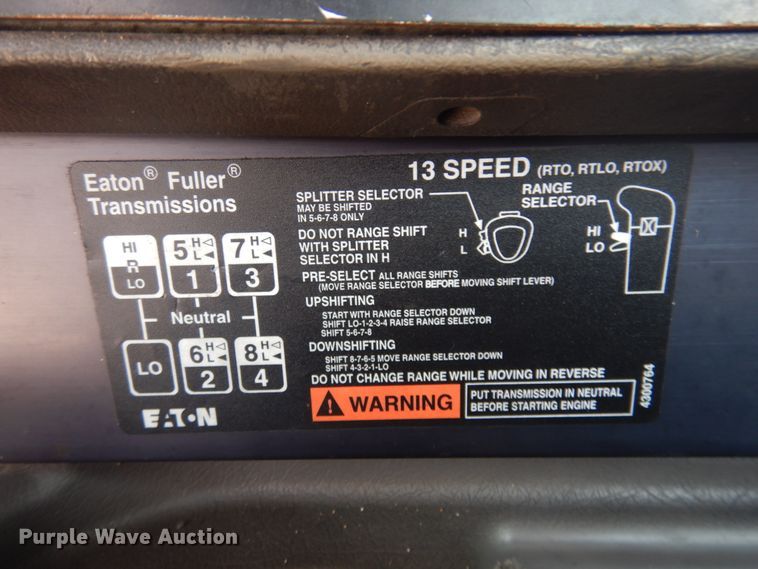 Eaton® Fuller®
Transmissions
13 SPEED (RTO, RTLO, RTOX)
SPLITTER SELECTOR
MAY BE SHIFTED
IN 5-6-7-8 ONLY
RANGE
SELECTOR
H
L
HI
LO
DO NOT RANGE SHIFT
WITH SPLITTER
SELECTOR IN H
PRE-SELECT ALL RANGE SHIFTS
(MOVE RANGE SELECTOR BEFORE MOVING SHIFT LEVER)
UPSHIFTING
START WITH RANGE SELECTOR DOWN
SHIFT LO-1-2-3-4 RAISE RANGE SELECTOR
SHIFT 5-6-7-8
DOWNSHIFTING
SHIFT 8-7-6-5 MOVE RANGE SELECTOR DOWN
SHIFT 4-3-2-1-LO
DO NOT CHANGE RANGE WHILE MOVING IN REVERSE
WARNING
PUT TRANSMISSION IN NEUTRAL
BEFORE STARTING ENGINE
4300764
HI
R
LO
5 H
L
1
7 H
L
3
Neutral
LO
6 H
L
2
8 H
L
4
EATON
Purple Wave Auction